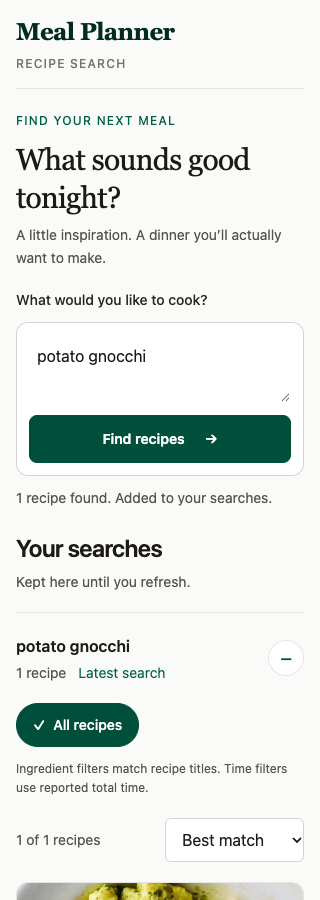 Meal Planner
RECIPE SEARCH
FIND YOUR NEXT MEAL
What sounds good
tonight?
A little inspiration. A dinner you’ll actually
want to make.
What would you like to cook?
potato gnocchi
Find recipes →
1 recipe found. Added to your searches.
Your searches
Kept here until you refresh.
potato gnocchi
1 recipe Latest search
✓ All recipes
Ingredient filters match recipe titles. Time filters
use reported total time.
1 of 1 recipes
Best match